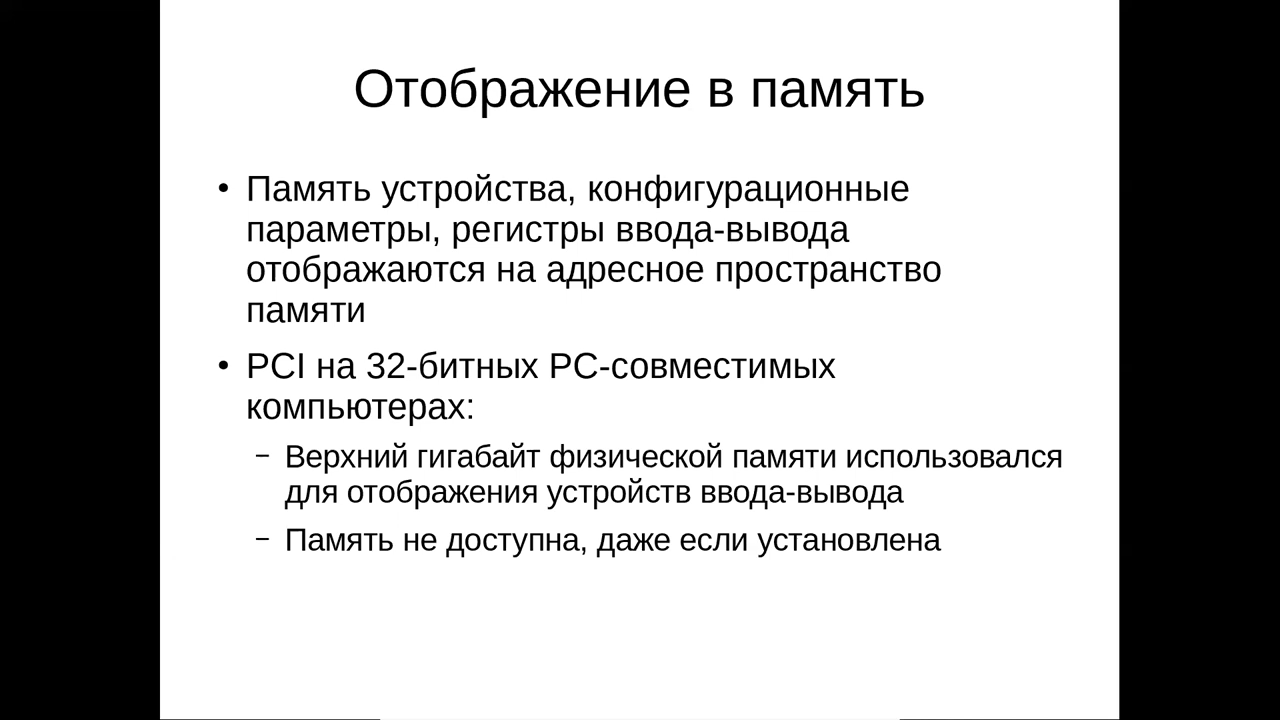 Отображение в память
• Память устройства, конфигурационные
параметры, регистры ввода-вывода
отображаются на адресное пространство
памяти
• PCI на 32-битных PC-совместимых
компьютерах:
– Верхний гигабайт физической памяти использовался
для отображения устройств ввода-вывода
– Память не доступна, даже если установлена